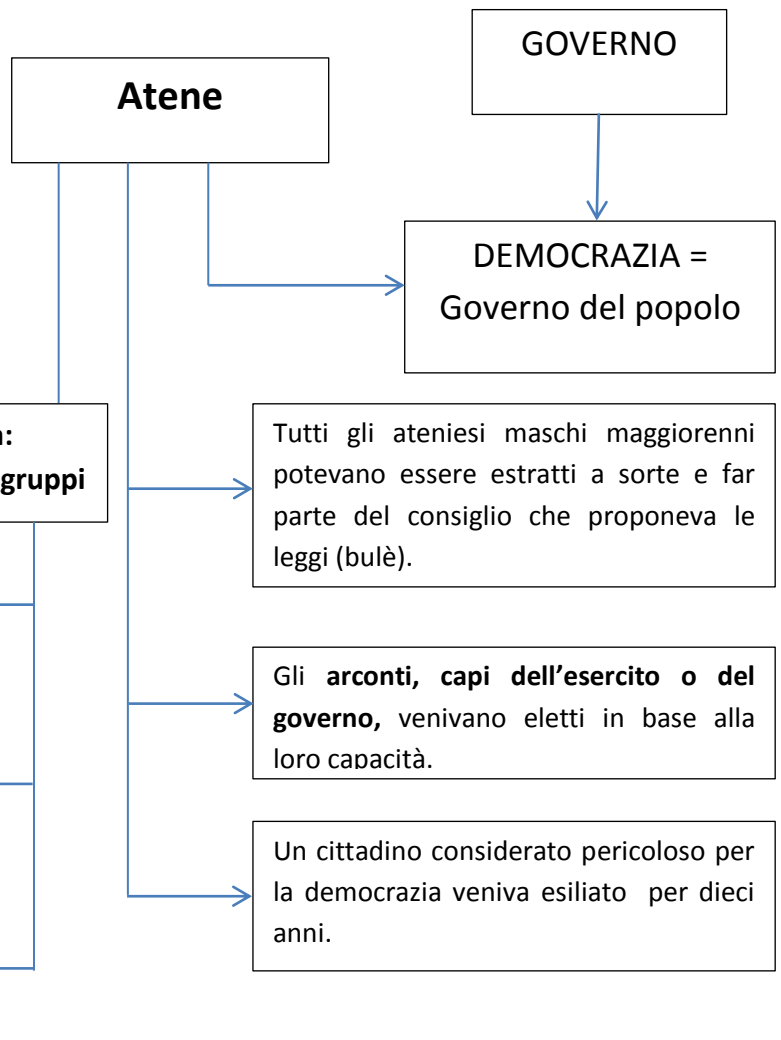 GOVERNO
Atene
DEMOCRAZIA =
Governo del popolo
gruppi
Tutti gli ateniesi maschi maggiorenni
potevano essere estratti a sorte e far
parte del consiglio che proponeva le
leggi (bulè).
Gli arconti, capi dell’esercito o del
governo, venivano eletti in base alla
loro capacità.
Un cittadino considerato pericoloso per
la democrazia veniva esiliato per dieci
anni.